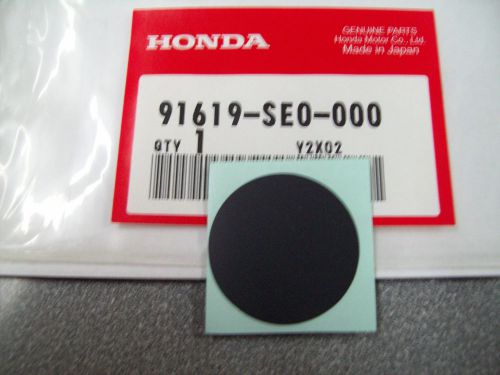 HONDA
GENUINE PARTS
Honda Motor Co., Ltd.
Made in Japan
91619-SE0-000
QTY 1 Y2X02